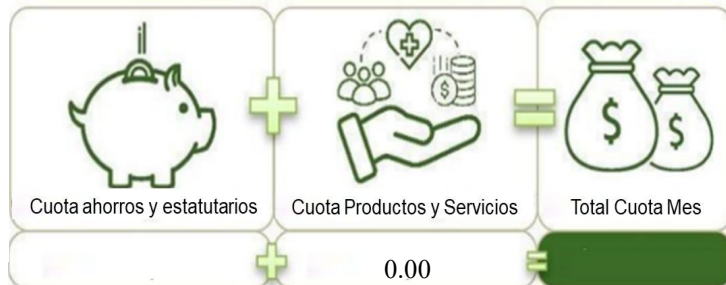 Cuota ahorros y estatutarios
Cuota Productos y Servicios
Total Cuota Mes
0.00